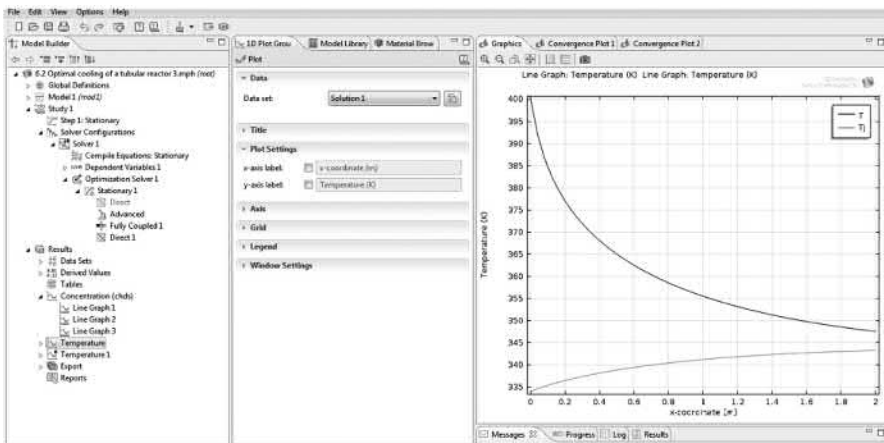 File Edit View Options Help
Model Builder
6.2 Optimal cooling of a tubular reactor 3.mph (root)
Global Definitions
Model 1 (mod1)
Study 1
Step 1: Stationary
Solver Configurations
Solver 1
Compile Equations: Stationary
Dependent Variables 1
Optimization Solver 1
Stationary 1
Direct
Advanced
Fully Coupled 1
Direct 1
Results
Data Sets
Derived Values
Tables
Concentration (chds)
Line Graph 1
Line Graph 2
Line Graph 3
Temperature
Temperature 1
Export
Reports
1D Plot Grou Model Library Material Brow
Plot
Data
Data set: Solution 1
Title
Plot Settings
x-axis label: x-coordinate (m)
y-axis label: Temperature (K)
Axis
Grid
Legend
Window Settings
Graphics Convergence Plot 1 Convergence Plot 2
Line Graph: Temperature (K) Line Graph: Temperature (K)
T
Tj
Temperature (K)
400
395
390
385
380
375
370
365
360
355
350
345
340
335
0 0.2 0.4 0.6 0.8 1 1.2 1.4 1.6 1.8 2
x-coordinate [m]
Messages Progress Log Results